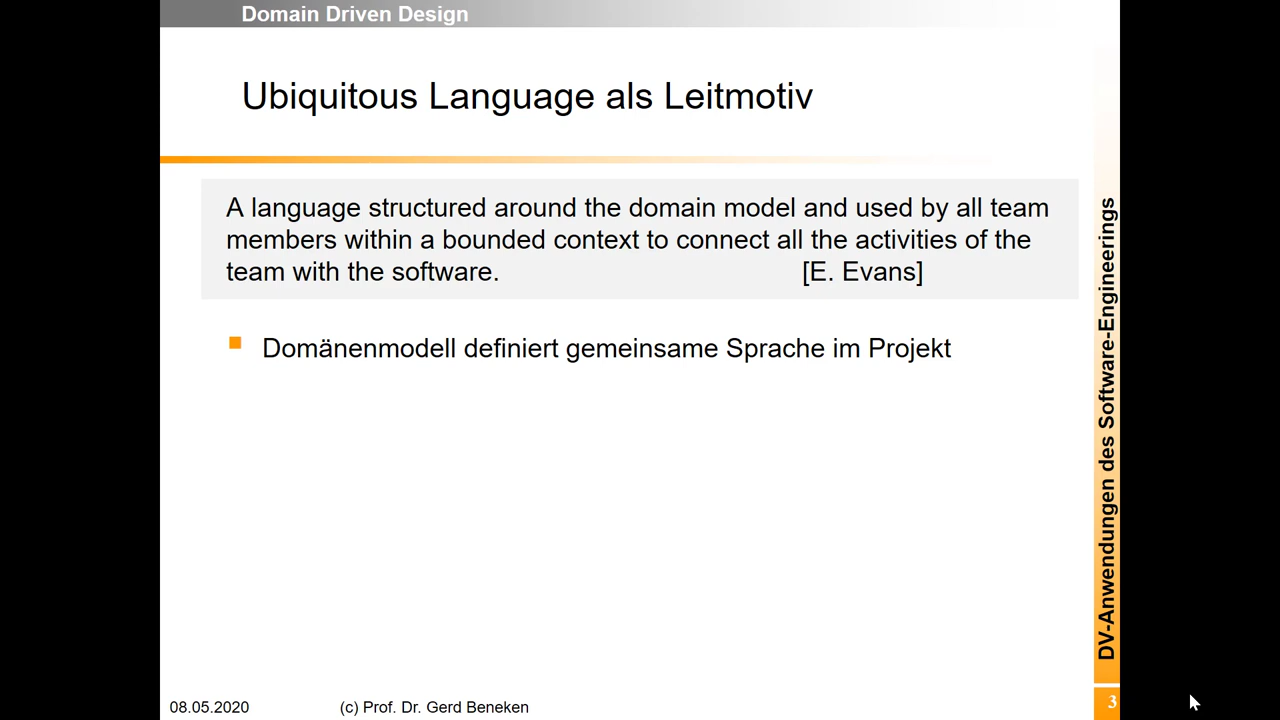 Domain Driven Design
Ubiquitous Language als Leitmotiv
A language structured around the domain model and used by all team
members within a bounded context to connect all the activities of the
team with the software. [E. Evans]
Domänenmodell definiert gemeinsame Sprache im Projekt
DV-Anwendungen des Software-Engineerings
08.05.2020 (c) Prof. Dr. Gerd Beneken
3